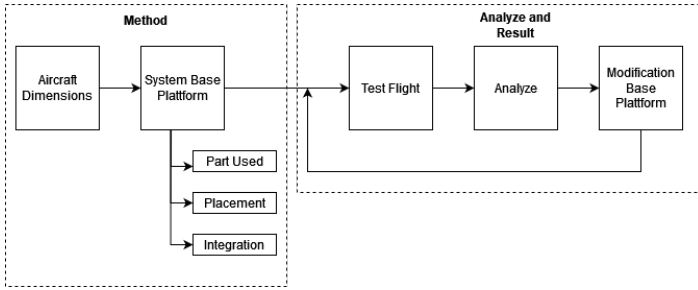 Method
Aircraft
Dimensions
System Base
Plattform
Part Used
Placement
Integration
Analyze and
Result
Test Flight
Analyze
Modification
Base
Plattform